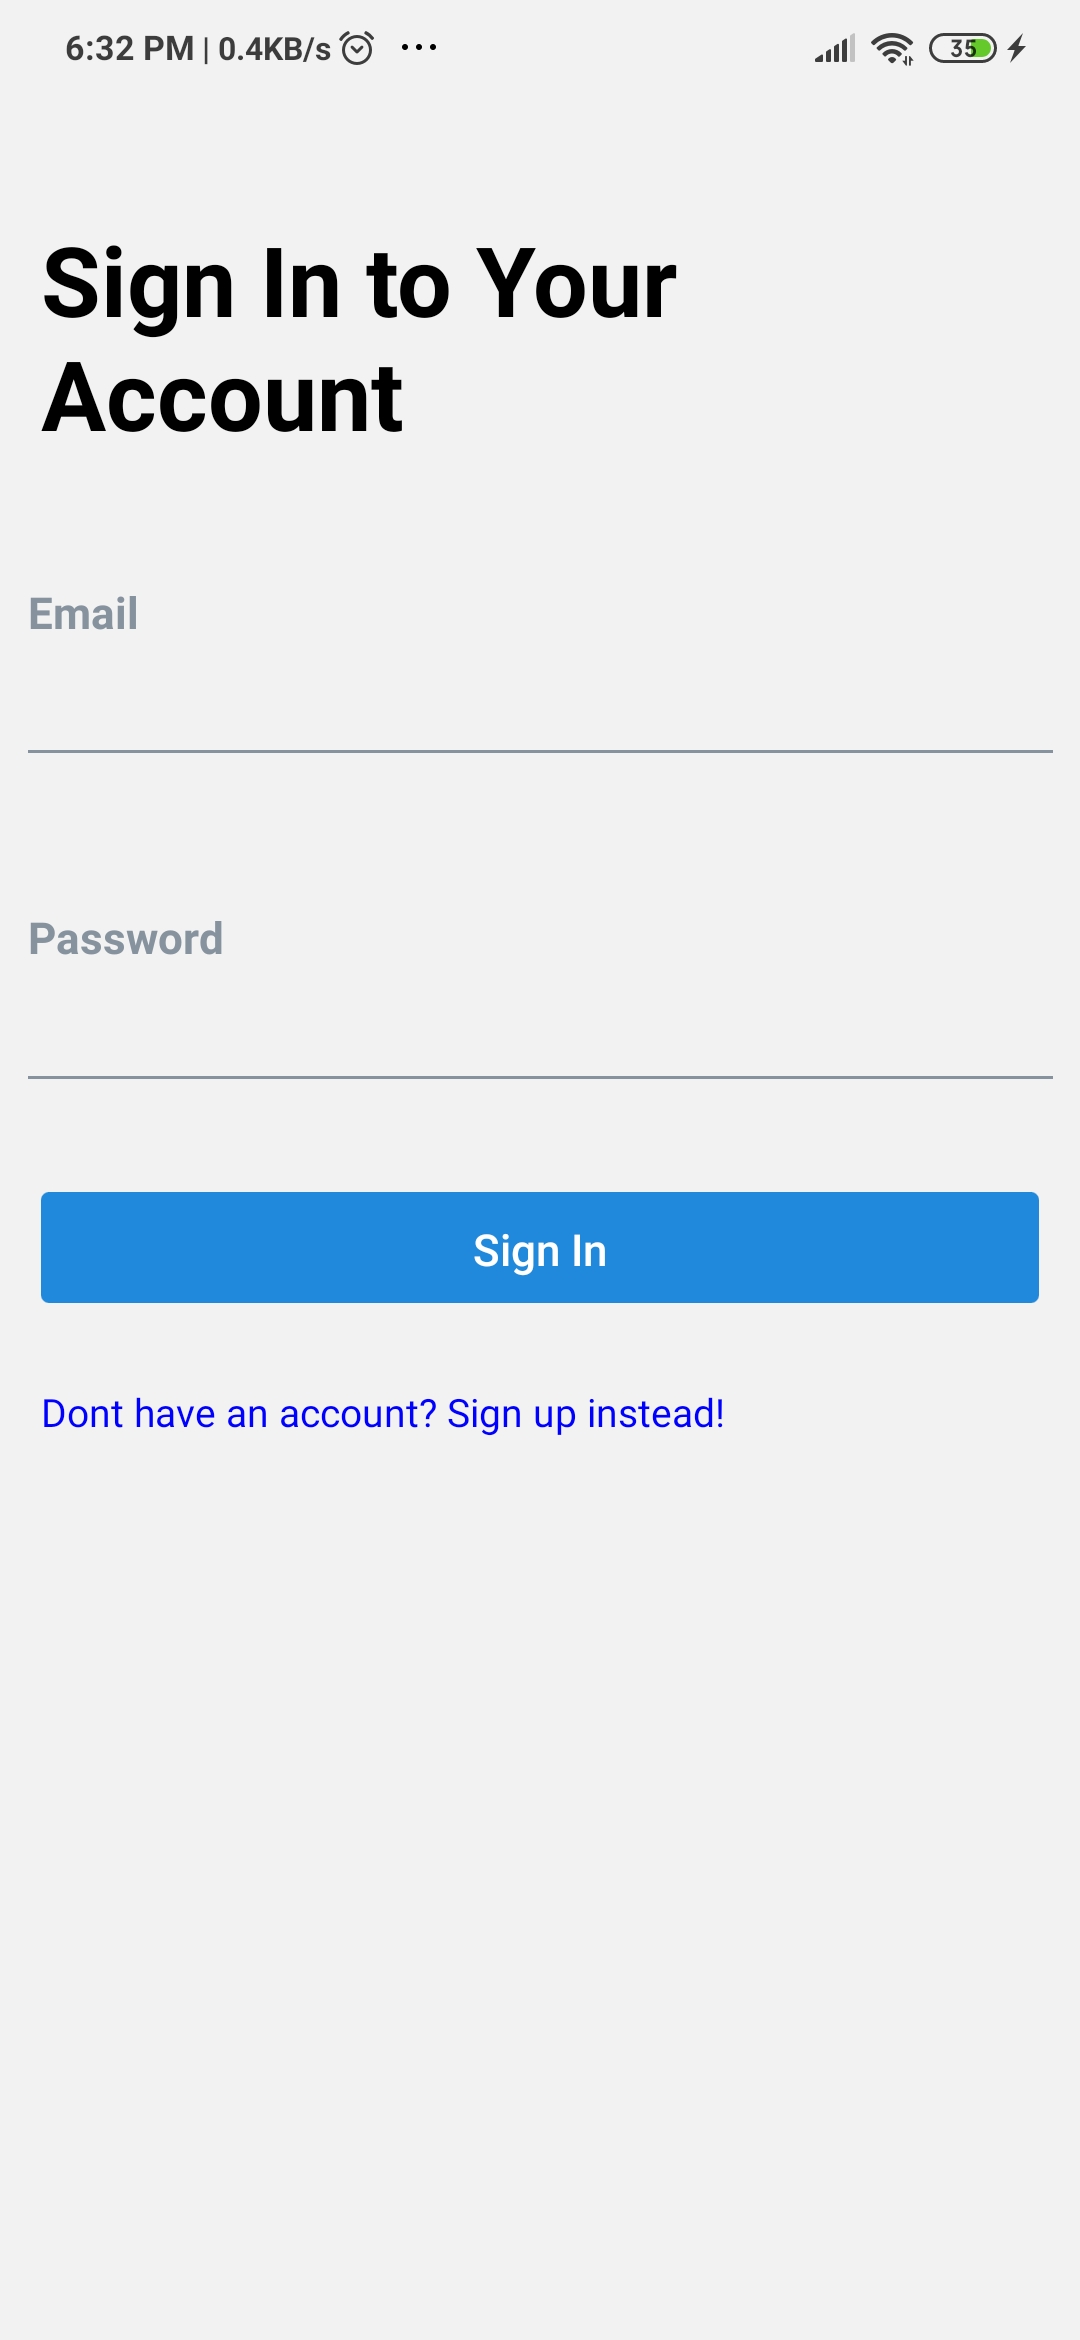 6:32 PM | 0.4KB/s ... 35
Sign In to Your
Account
Email
Password
Sign In
Dont have an account? Sign up instead!